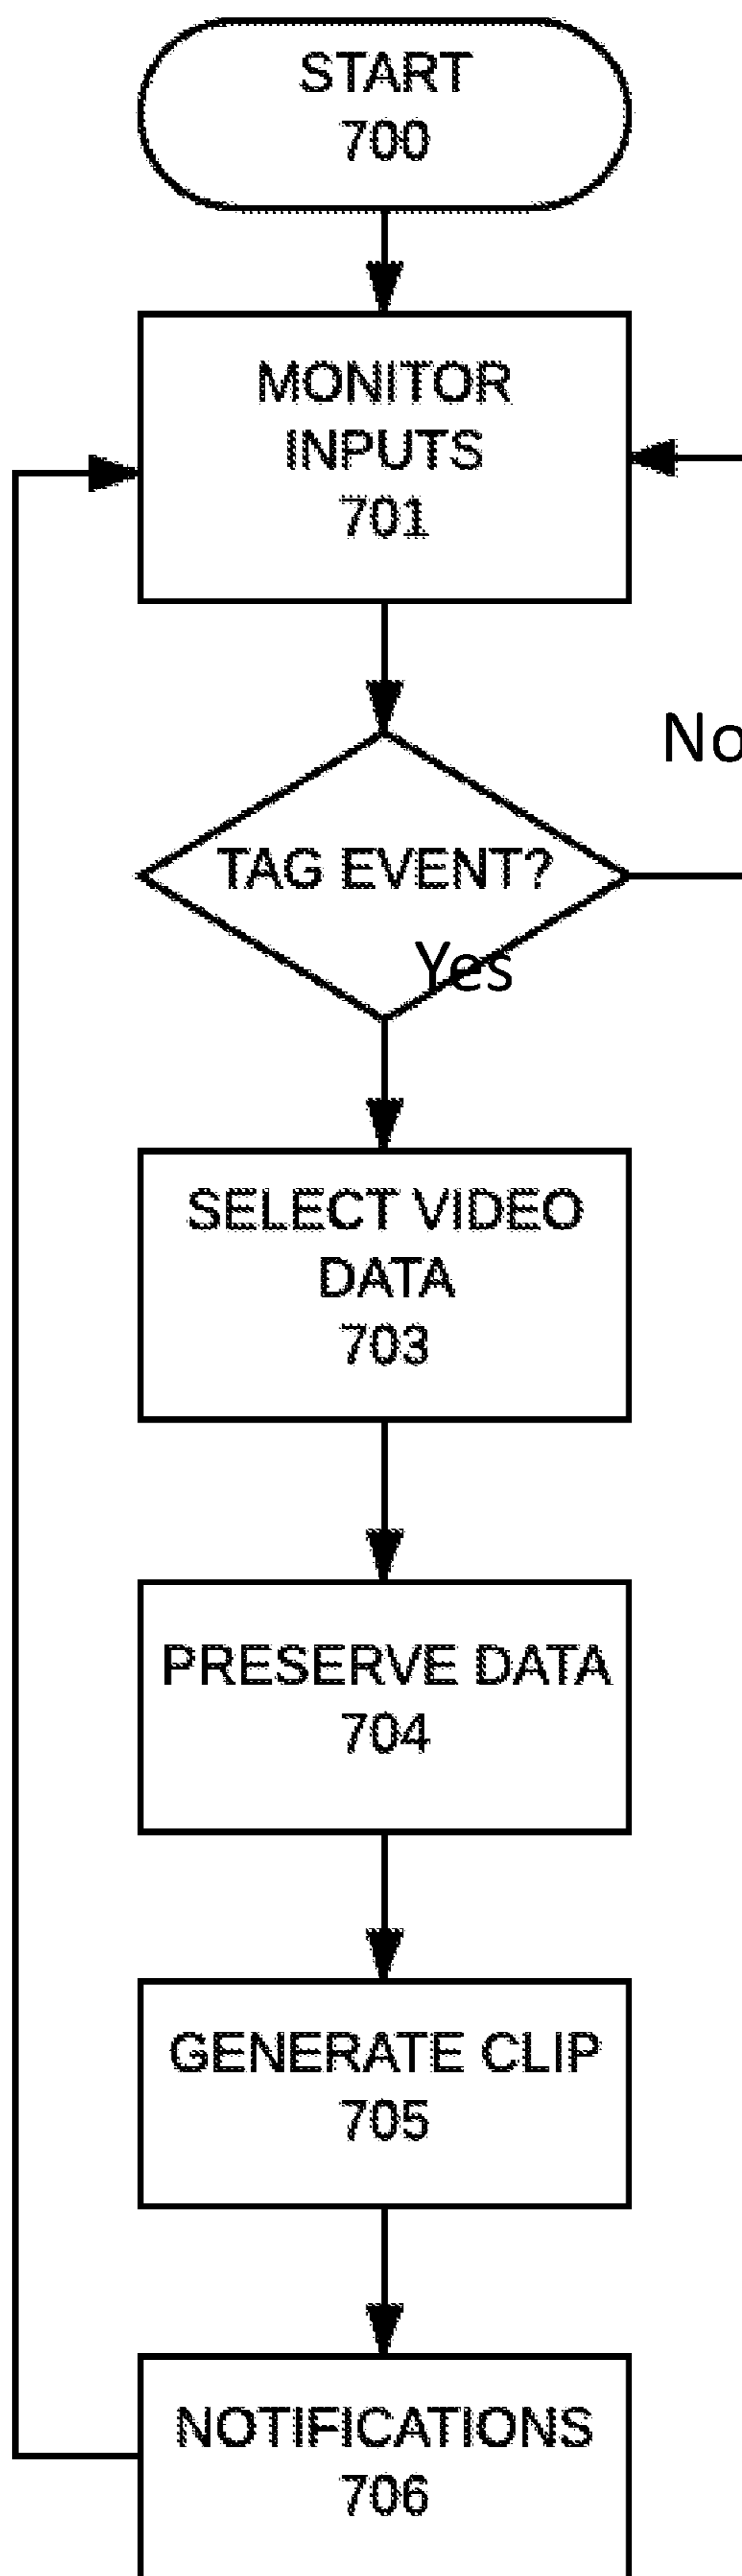 START
700
MONITOR
INPUTS
701
No
TAG EVENT?
Yes
SELECT VIDEO
DATA
703
PRESERVE DATA
704
GENERATE CLIP
705
NOTIFICATIONS
706